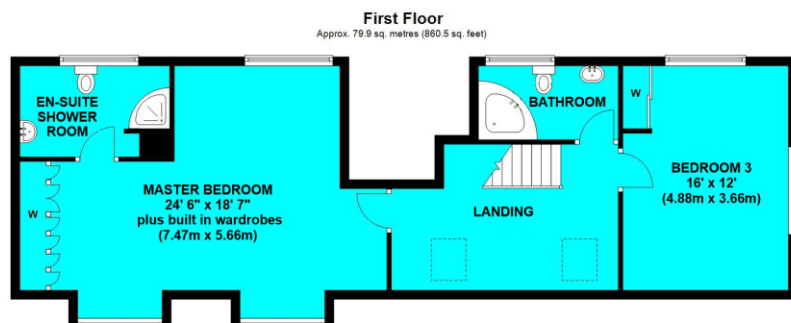 First Floor
Approx. 79.9 sq. metres (860.5 sq. feet)
EN-SUITE
SHOWER
ROOM
W
MASTER BEDROOM
24' 6" x 18' 7"
plus built in wardrobes
(7.47m x 5.66m)
BATHROOM
LANDING
W
BEDROOM 3
16' x 12'
(4.88m x 3.66m)